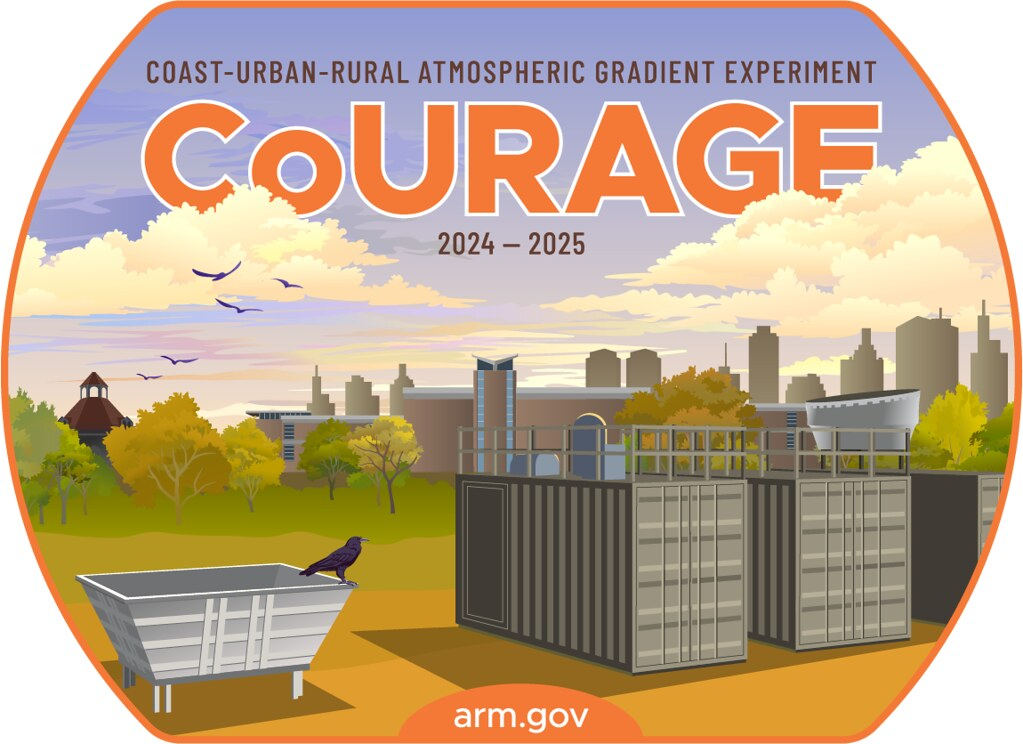 COAST-URBAN-RURAL ATMOSPHERIC GRADIENT EXPERIMENT
CoURAGE
2024 – 2025
arm.gov